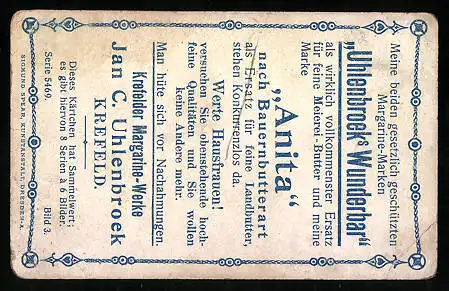 Meine beiden gesetzlich geschützten
Margarine-Marken
„Uhlenbroek's Wunderbar"
als wirklich vollkommenster Ersatz
für feine Meierei-Butter und meine
Marke
„Anita"
nach Bauernbutterart
als Ersatz für feine Landbutter,
stehen Konkurrenzlos da.
Werte Hausfrauen!
versuchen Sie obenstehende hoch-
feine Qualitäten und Sie wollen
keine Andere mehr.
Man hüte sich vor Nachahmungen.
Krefelder Margarine-Werke
Jan C. Uhlenbroek
KREFELD.
Dieses Kärtchen hat Sammelwert;
es gibt hiervon 8 Serien à 6 Bilder.
Serie 5469. Bild 3.
SIGMUND SPEAR, KUNSTANSTALT, DRESDEN-A.